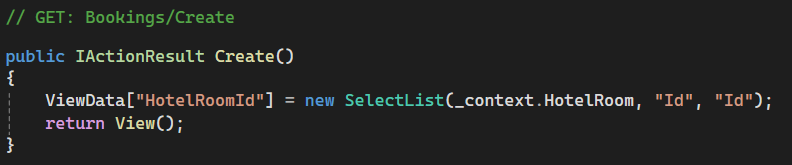 // GET: Bookings/Create
public IActionResult Create()
{
ViewData["HotelRoomId"] = new SelectList(_context.HotelRoom, "Id", "Id");
return View();
}